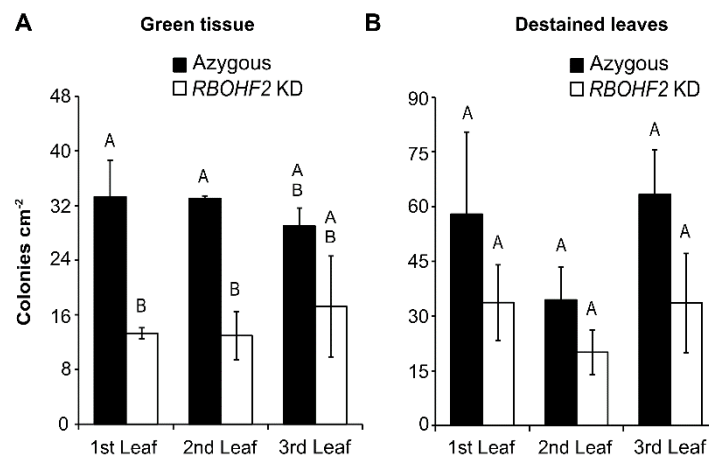 A
Green tissue
Azygous
RBOHF2 KD
Colonies cm-2
48
40
32
24
16
8
0
A
B
A
B
A
B
A
B
1st Leaf
2nd Leaf
3rd Leaf
B
Destained leaves
Azygous
RBOHF2 KD
90
75
60
45
30
15
0
A
A
A
A
A
A
1st Leaf
2nd Leaf
3rd Leaf